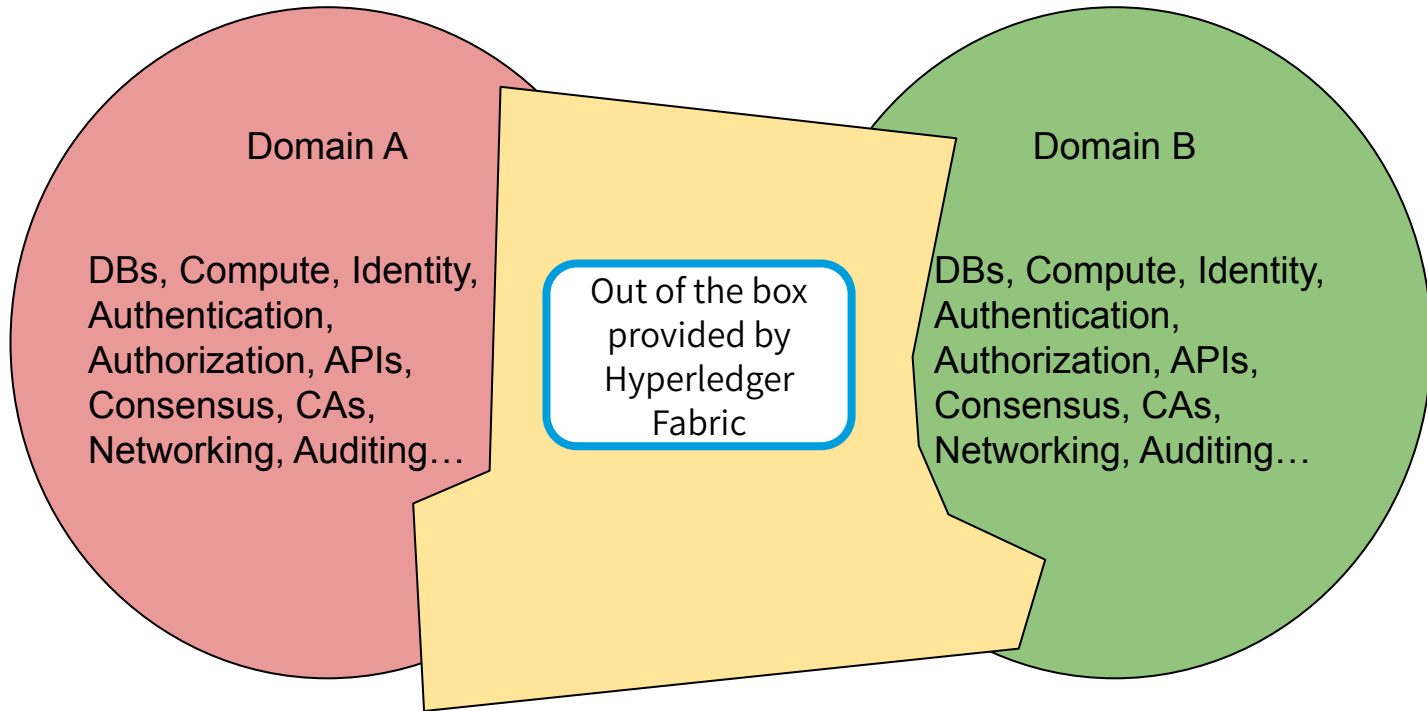 Domain A
DBs, Compute, Identity,
Authentication,
Authorization, APIs,
Consensus, CAs,
Networking, Auditing…
Out of the box
provided by
Hyperledger
Fabric
Domain B
DBs, Compute, Identity,
Authentication,
Authorization, APIs,
Consensus, CAs,
Networking, Auditing…